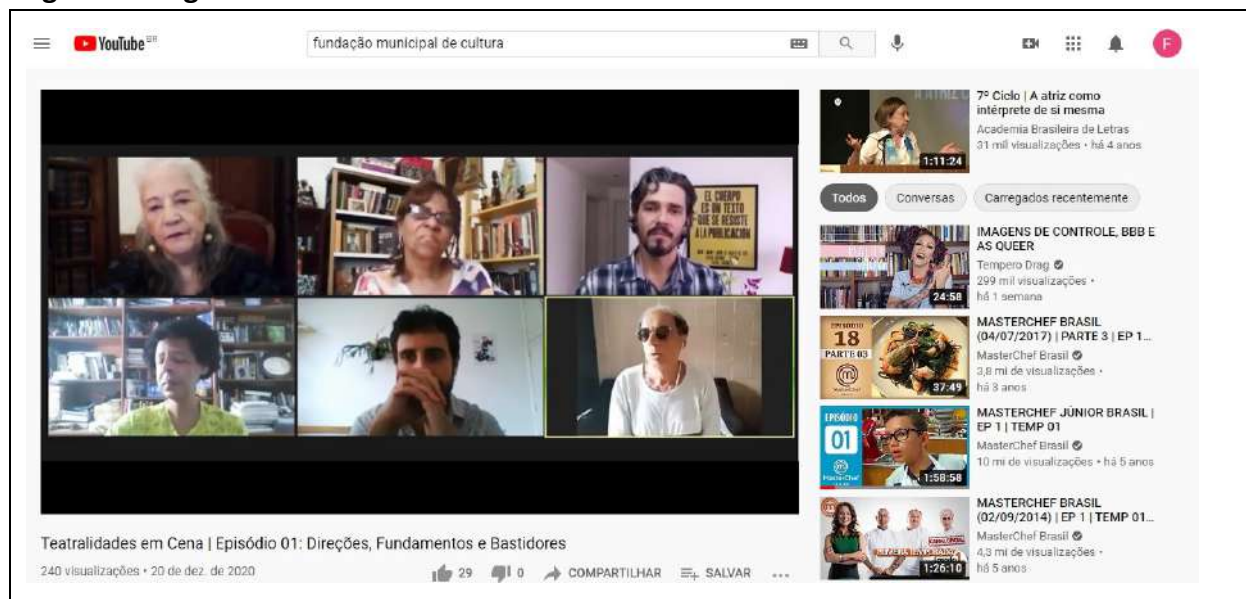 YouTube BR
fundação municipal de cultura
F
EL CUERPO
ES UN TEXTO
QUE SE RESISTE
A LA PUBLICACIÓN
Teatralidades em Cena | Episódio 01: Direções, Fundamentos e Bastidores
240 visualizações • 20 de dez. de 2020
29
0
COMPARTILHAR
SALVAR
1:11:24
7º Ciclo | A atriz como
intérprete de si mesma
Academia Brasileira de Letras
31 mil visualizações • há 4 anos
Todos
Conversas
Carregados recentemente
24:58
IMAGENS DE CONTROLE, BBB E
AS QUEER
Tempero Drag
299 mil visualizações •
há 1 semana
EPISÓDIO
18
PARTE 03
37:49
MASTERCHEF BRASIL
(04/07/2017) | PARTE 3 | EP 1...
MasterChef Brasil
3,8 mi de visualizações •
há 3 anos
EPISÓDIO
01
MasterChef
1:58:58
MASTERCHEF JÚNIOR BRASIL |
EP 1 | TEMP 01
MasterChef Brasil
10 mi de visualizações • há 5 anos
PRIMEIRA TEMPORADA
1:26:10
MASTERCHEF BRASIL
(02/09/2014) | EP 1 | TEMP 01...
MasterChef Brasil
4,3 mi de visualizações •
há 5 anos